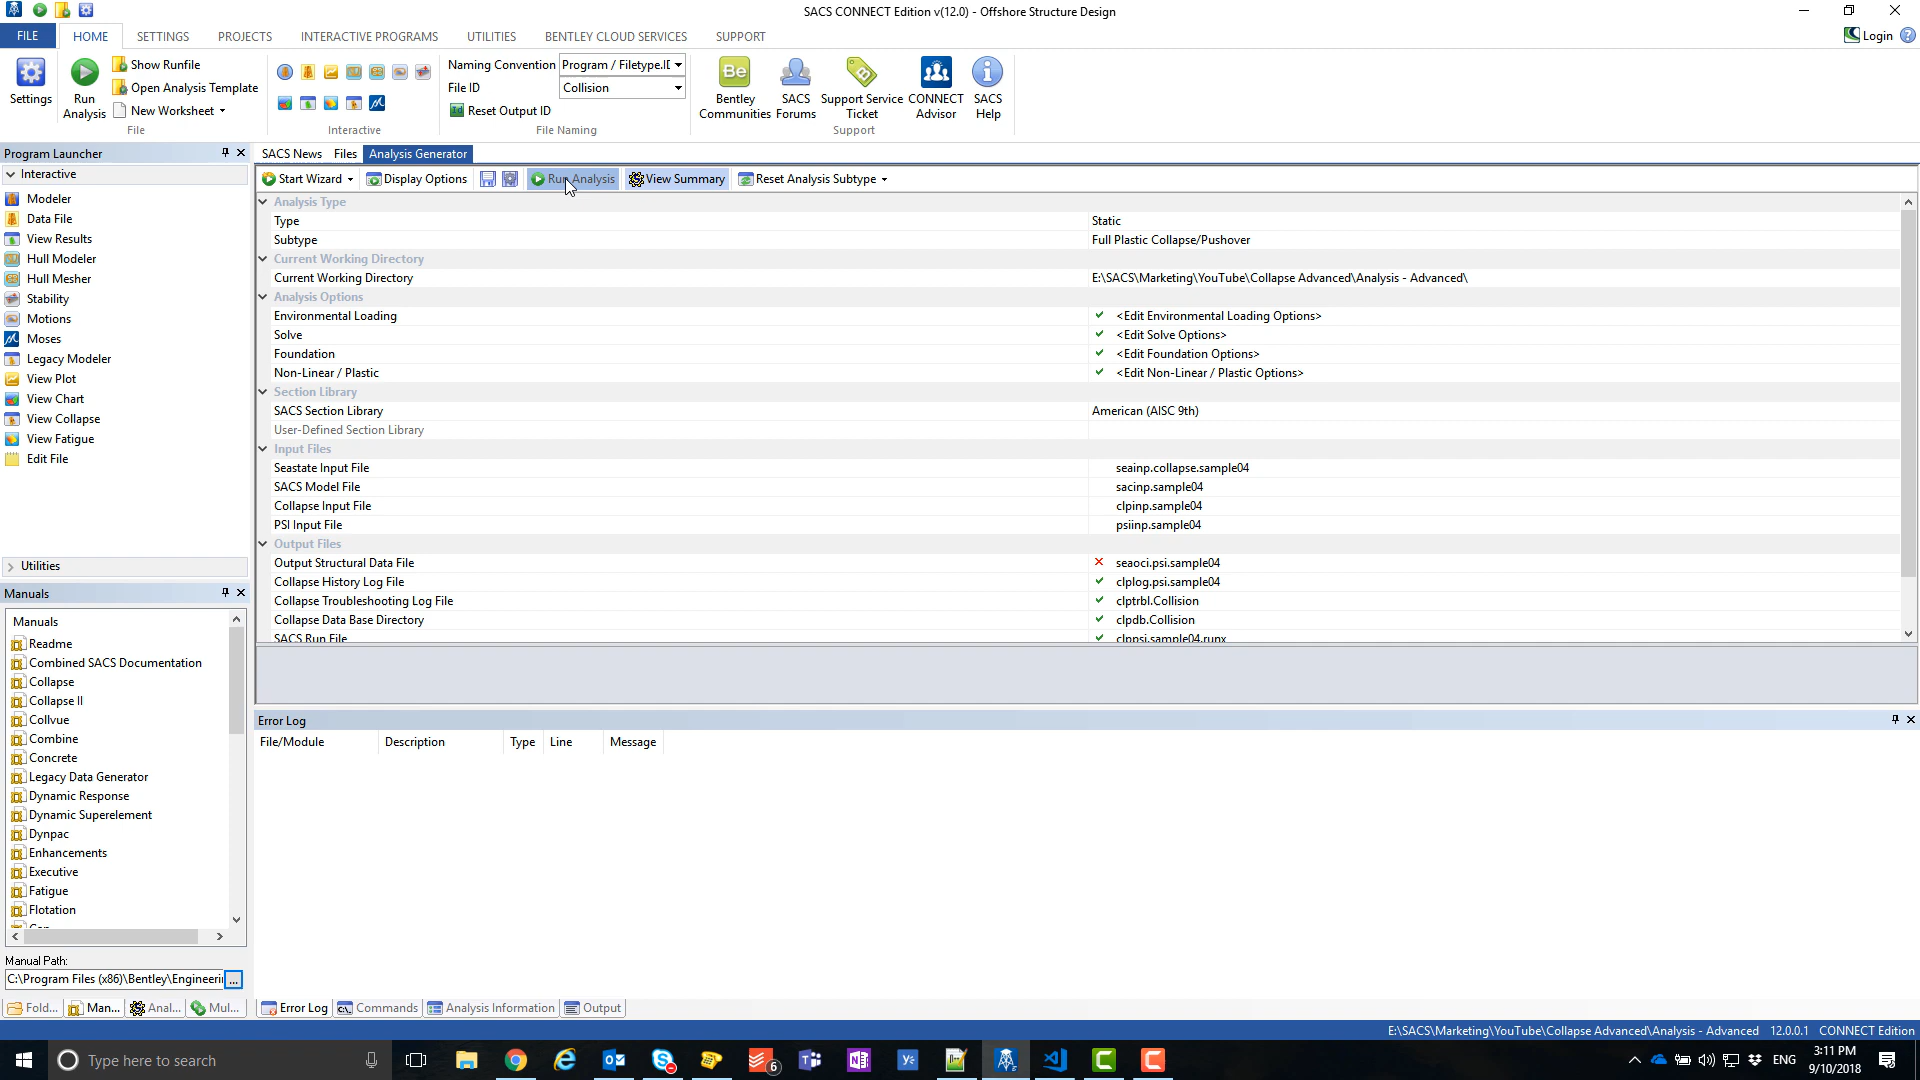 SACS CONNECT Edition v(12.0) - Offshore Structure Design
FILE HOME SETTINGS PROJECTS INTERACTIVE PROGRAMS UTILITIES BENTLEY CLOUD SERVICES SUPPORT Login
Settings
Run Analysis
Show Runfile
Open Analysis Template
New Worksheet
File
Interactive
Naming Convention Program / Filetype.II
File ID Collision
Reset Output ID
File Naming
Be
Bentley Communities
SACS Forums
Support Service Ticket
CONNECT Advisor
SACS Help
Support
Program Launcher
Interactive
Modeler
Data File
View Results
Hull Modeler
Hull Mesher
Stability
Motions
Moses
Legacy Modeler
View Plot
View Chart
View Collapse
View Fatigue
Edit File
Utilities
Manuals
Manuals
Readme
Combined SACS Documentation
Collapse
Collapse II
Collvue
Combine
Concrete
Legacy Data Generator
Dynamic Response
Dynamic Superelement
Dynpac
Enhancements
Executive
Fatigue
Flotation
Manual Path:
C:\Program Files (x86)\Bentley\Engineeri ...
Fold... Man... Anal... Mul...
SACS News Files Analysis Generator
Start Wizard Display Options Run Analysis View Summary Reset Analysis Subtype
Analysis Type
Type Static
Subtype Full Plastic Collapse/Pushover
Current Working Directory
Current Working Directory E:\SACS\Marketing\YouTube\Collapse Advanced\Analysis - Advanced\
Analysis Options
Environmental Loading <Edit Environmental Loading Options>
Solve <Edit Solve Options>
Foundation <Edit Foundation Options>
Non-Linear / Plastic <Edit Non-Linear / Plastic Options>
Section Library
SACS Section Library American (AISC 9th)
User-Defined Section Library
Input Files
Seastate Input File seainp.collapse.sample04
SACS Model File sacinp.sample04
Collapse Input File clpinp.sample04
PSI Input File psiinp.sample04
Output Files
Output Structural Data File seaoci.psi.sample04
Collapse History Log File clplog.psi.sample04
Collapse Troubleshooting Log File clptrbl.Collision
Collapse Data Base Directory clpdb.Collision
SACS Run File clppsi.sample04.runx
Error Log
File/Module Description Type Line Message
Error Log Commands Analysis Information Output
E:\SACS\Marketing\YouTube\Collapse Advanced\Analysis - Advanced 12.0.0.1 CONNECT Edition
Type here to search
6
ENG
3:11 PM
9/10/2018